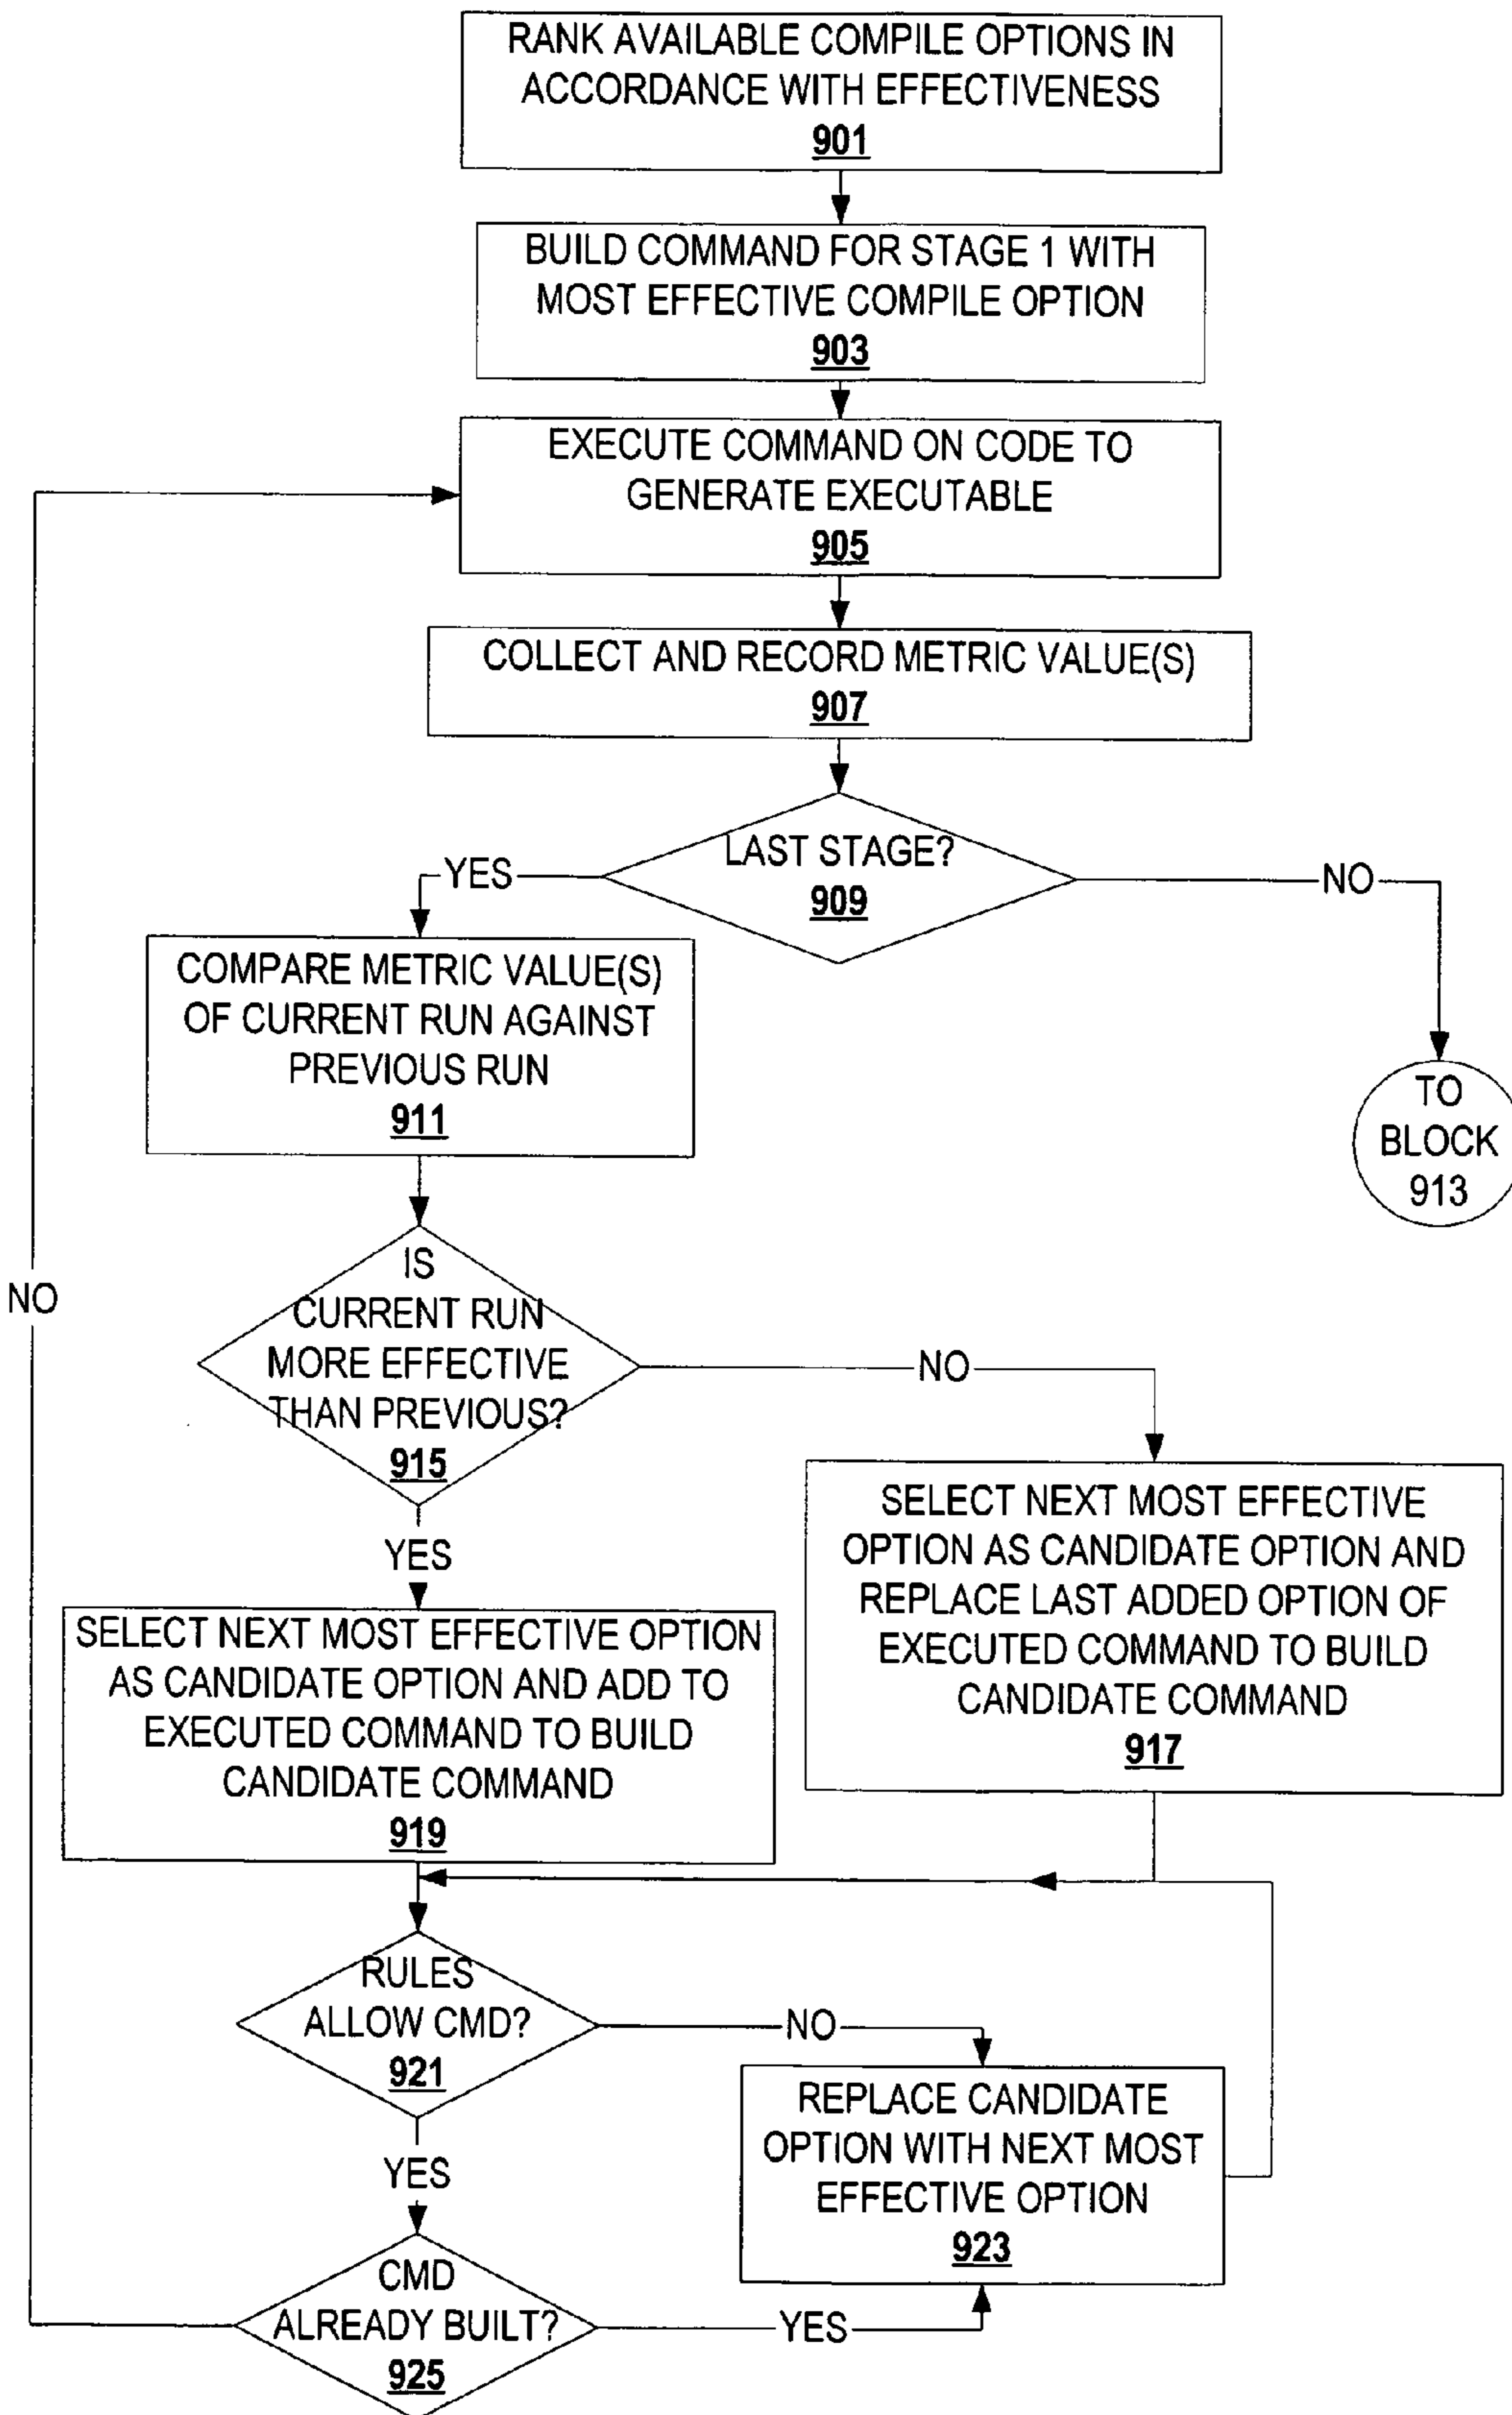 RANK AVAILABLE COMPILE OPTIONS IN
ACCORDANCE WITH EFFECTIVENESS
901
BUILD COMMAND FOR STAGE 1 WITH
MOST EFFECTIVE COMPILE OPTION
903
EXECUTE COMMAND ON CODE TO
GENERATE EXECUTABLE
905
COLLECT AND RECORD METRIC VALUE(S)
907
LAST STAGE?
909
YES
NO
COMPARE METRIC VALUE(S)
OF CURRENT RUN AGAINST
PREVIOUS RUN
911
TO
BLOCK
913
IS
CURRENT RUN
MORE EFFECTIVE
THAN PREVIOUS?
915
NO
NO
YES
SELECT NEXT MOST EFFECTIVE
OPTION AS CANDIDATE OPTION AND
REPLACE LAST ADDED OPTION OF
EXECUTED COMMAND TO BUILD
CANDIDATE COMMAND
917
SELECT NEXT MOST EFFECTIVE OPTION
AS CANDIDATE OPTION AND ADD TO
EXECUTED COMMAND TO BUILD
CANDIDATE COMMAND
919
RULES
ALLOW CMD?
921
NO
YES
REPLACE CANDIDATE
OPTION WITH NEXT MOST
EFFECTIVE OPTION
923
CMD
ALREADY BUILT?
925
YES